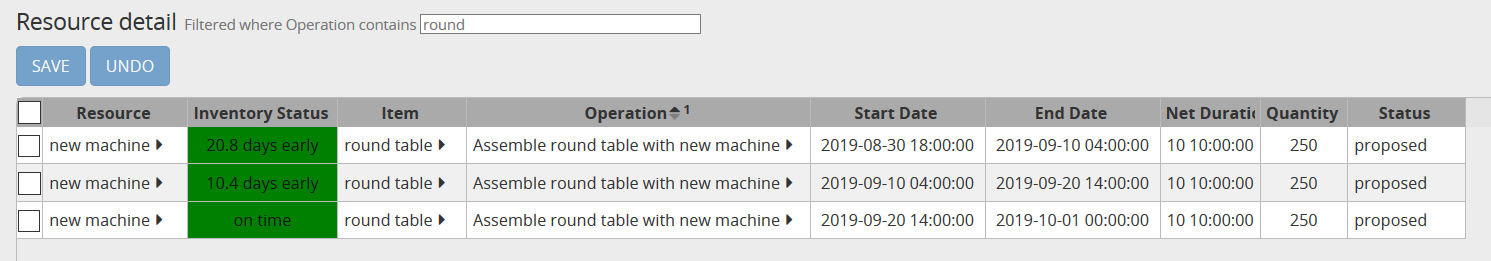 Resource detail Filtered where Operation contains round
SAVE UNDO
Resource Inventory Status Item Operation 1 Start Date End Date Net Duratic Quantity Status
new machine 20.8 days early round table Assemble round table with new machine 2019-08-30 18:00:00 2019-09-10 04:00:00 10 10:00:00 250 proposed
new machine 10.4 days early round table Assemble round table with new machine 2019-09-10 04:00:00 2019-09-20 14:00:00 10 10:00:00 250 proposed
new machine on time round table Assemble round table with new machine 2019-09-20 14:00:00 2019-10-01 00:00:00 10 10:00:00 250 proposed